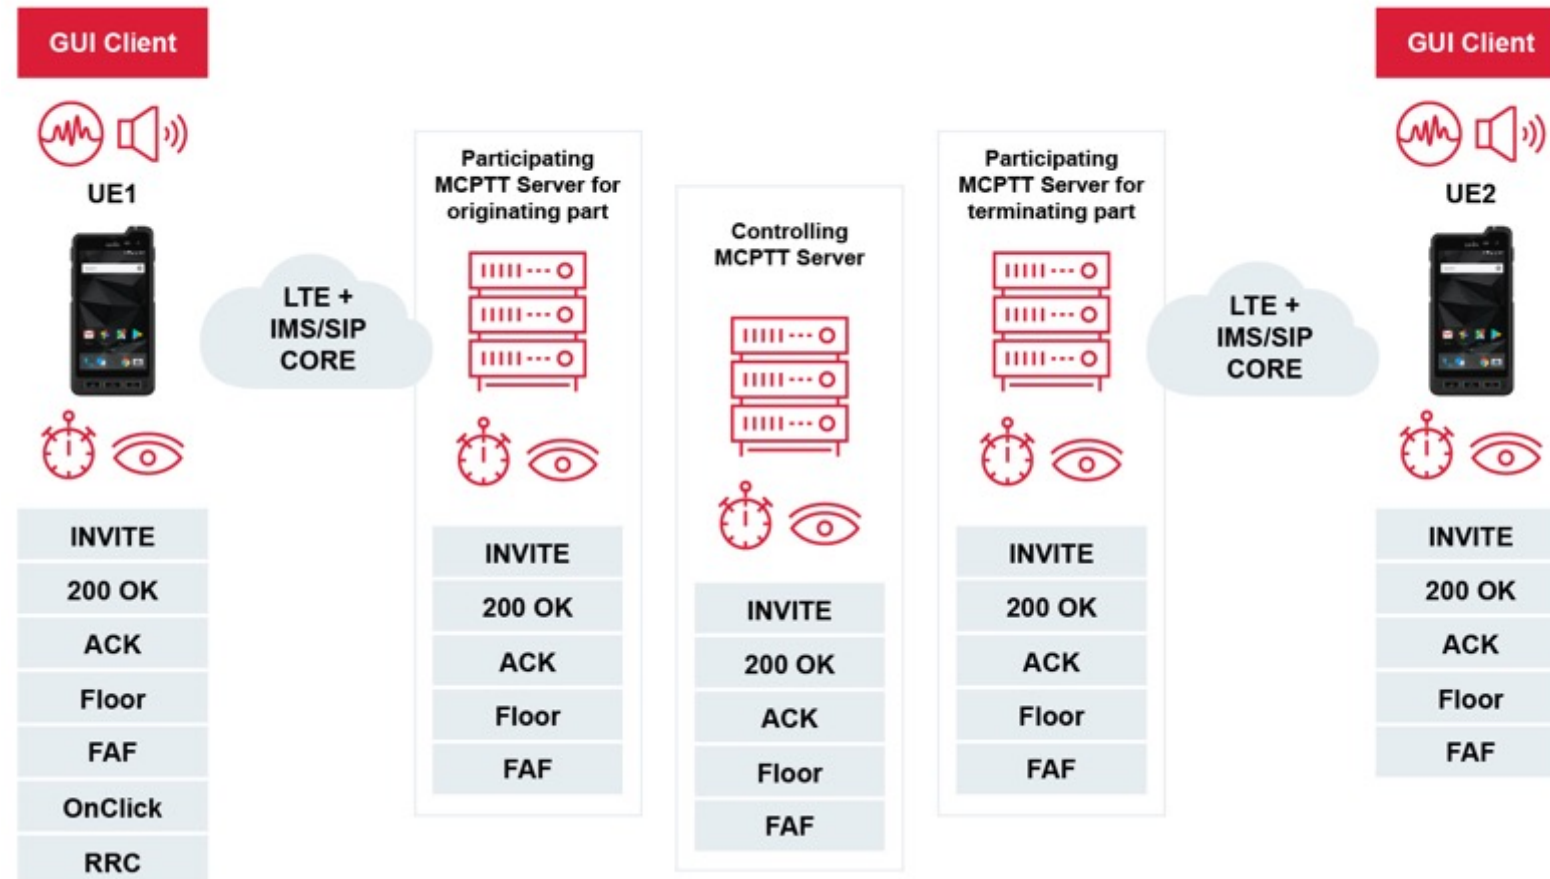 GUI Client
UE1
INVITE
200 OK
ACK
Floor
FAF
OnClick
RRC
LTE +
IMS/SIP
CORE
Participating
MCPTT Server for
originating part
INVITE
200 OK
ACK
Floor
FAF
Controlling
MCPTT Server
INVITE
200 OK
ACK
Floor
FAF
Participating
MCPTT Server for
terminating part
INVITE
200 OK
ACK
Floor
FAF
LTE +
IMS/SIP
CORE
GUI Client
UE2
INVITE
200 OK
ACK
Floor
FAF